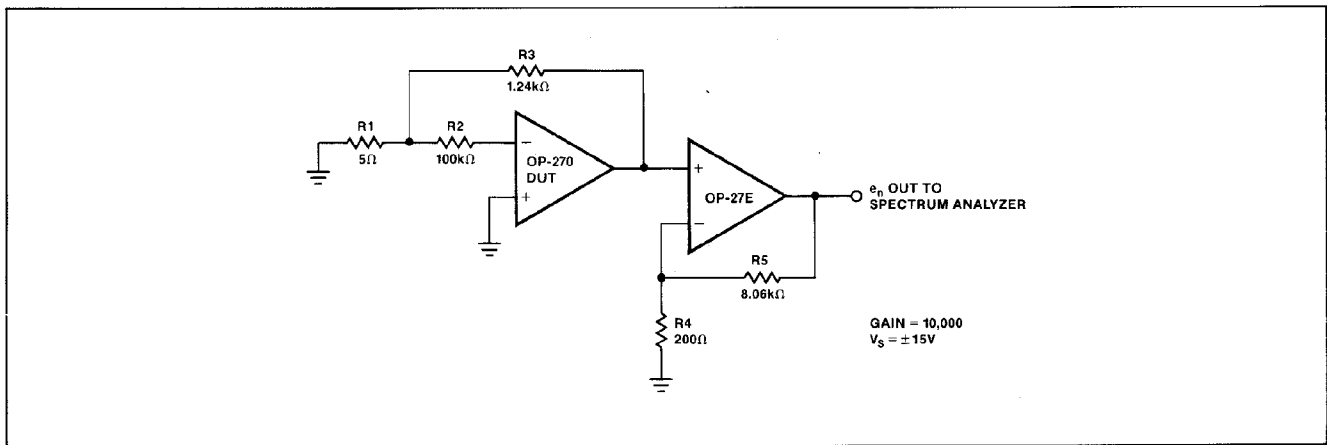 R3
1.24kΩ
R1
5Ω
R2
100kΩ
−
+
OP-270
DUT
+
−
OP-27E
eₙ OUT TO
SPECTRUM ANALYZER
R5
8.06kΩ
R4
200Ω
GAIN = 10,000
V_S = ±15V